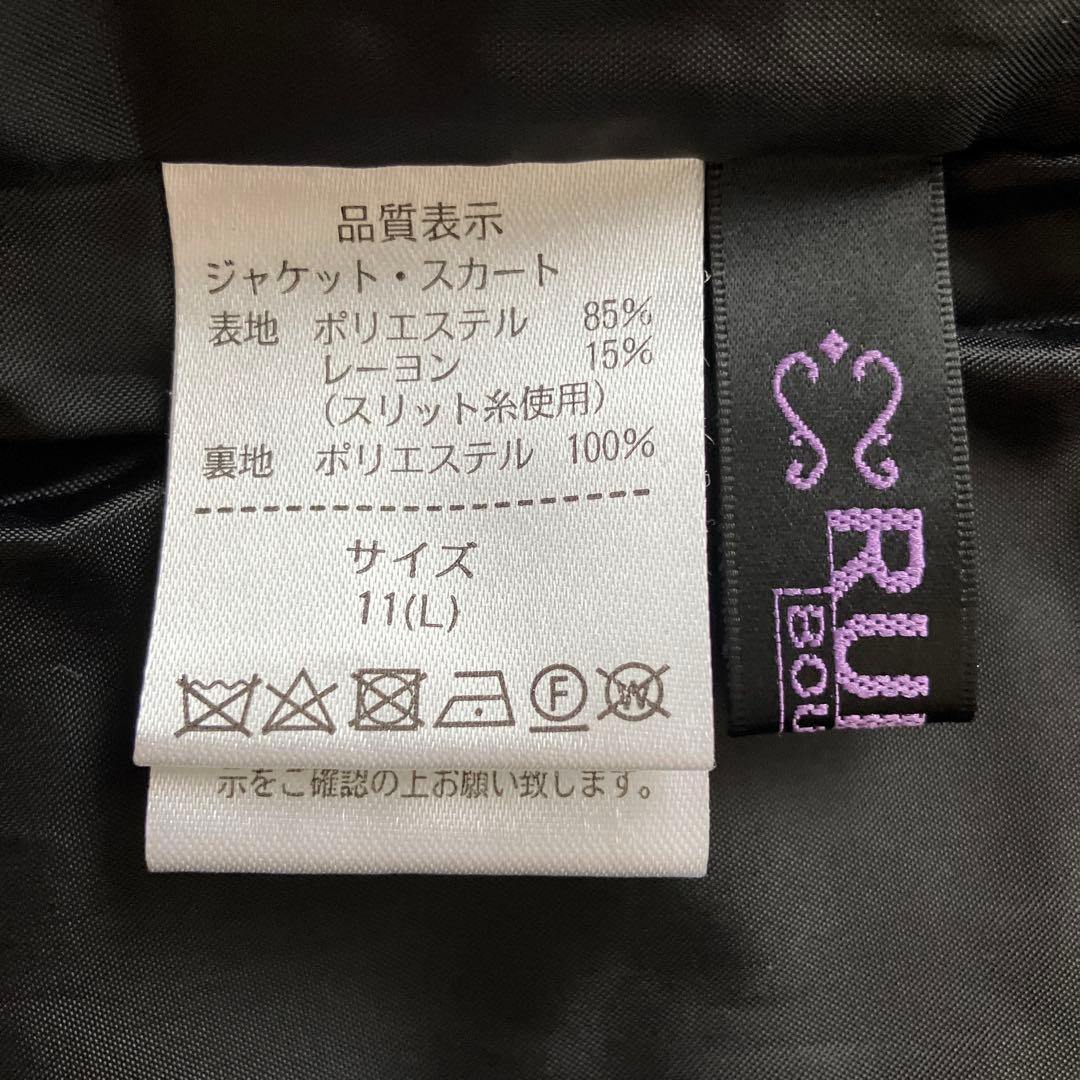 品質表示
ジャケット・スカート
表地 ポリエステル 85%
レーヨン 15%
(スリット糸使用)
裏地 ポリエステル 100%
サイズ
11(L)
F W
示をご確認の上お願い致します。
RU
BOU